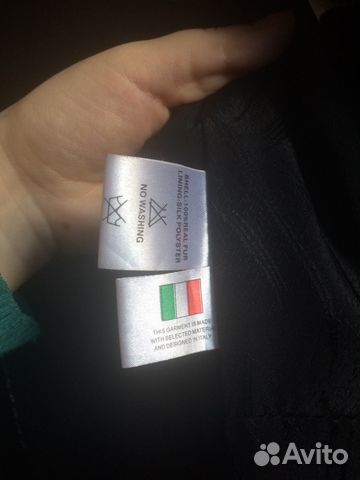 SHELL:100%REAL FUR
LINING:SILK POLYSTER
NO WASHING
THIS GARMENT IS MADE
WITH SELECTED MATERIAL
AND DESIGNED IN ITALY
Avito